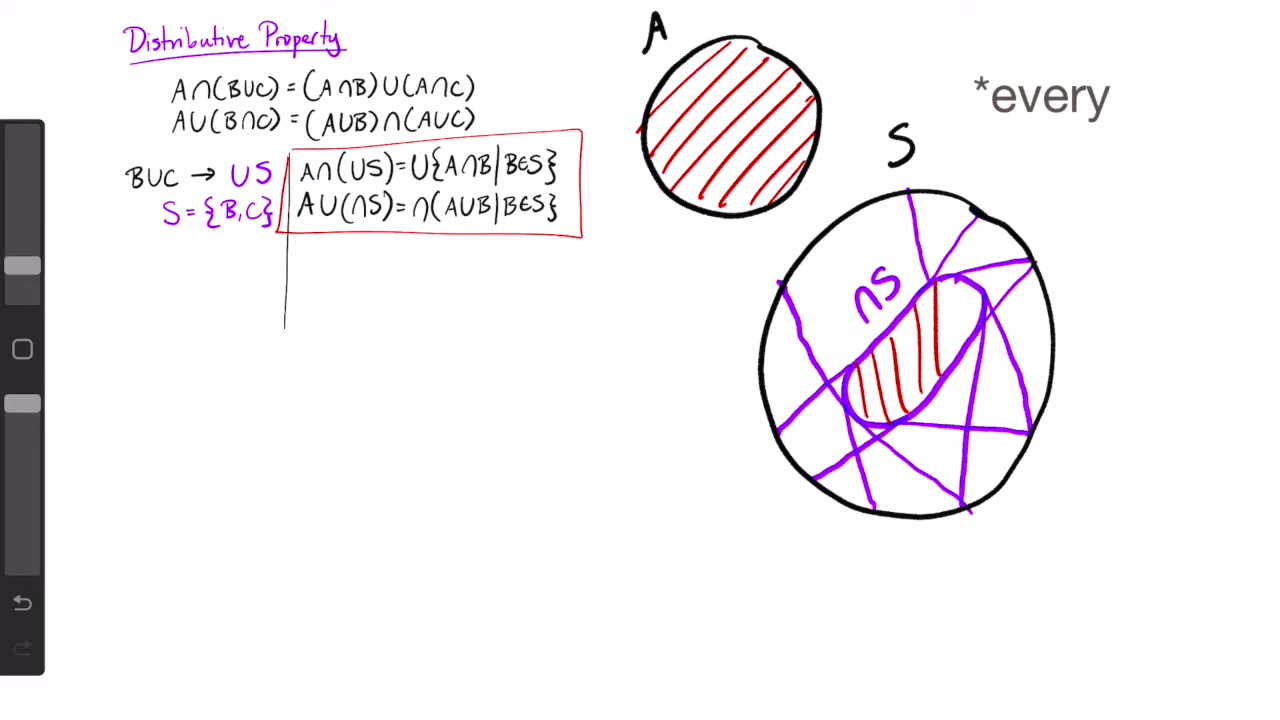 Distributive Property
A∩(B∪C)=(A∩B)∪(A∩C)
A∪(B∩C)=(A∪B)∩(A∪C)
B∪C → ∪S
S={B,C}
A∩(∪S)=∪{A∩B|B∈S}
A∪(∩S)=∩(A∪B|B∈S}
A
*every
S
∩S